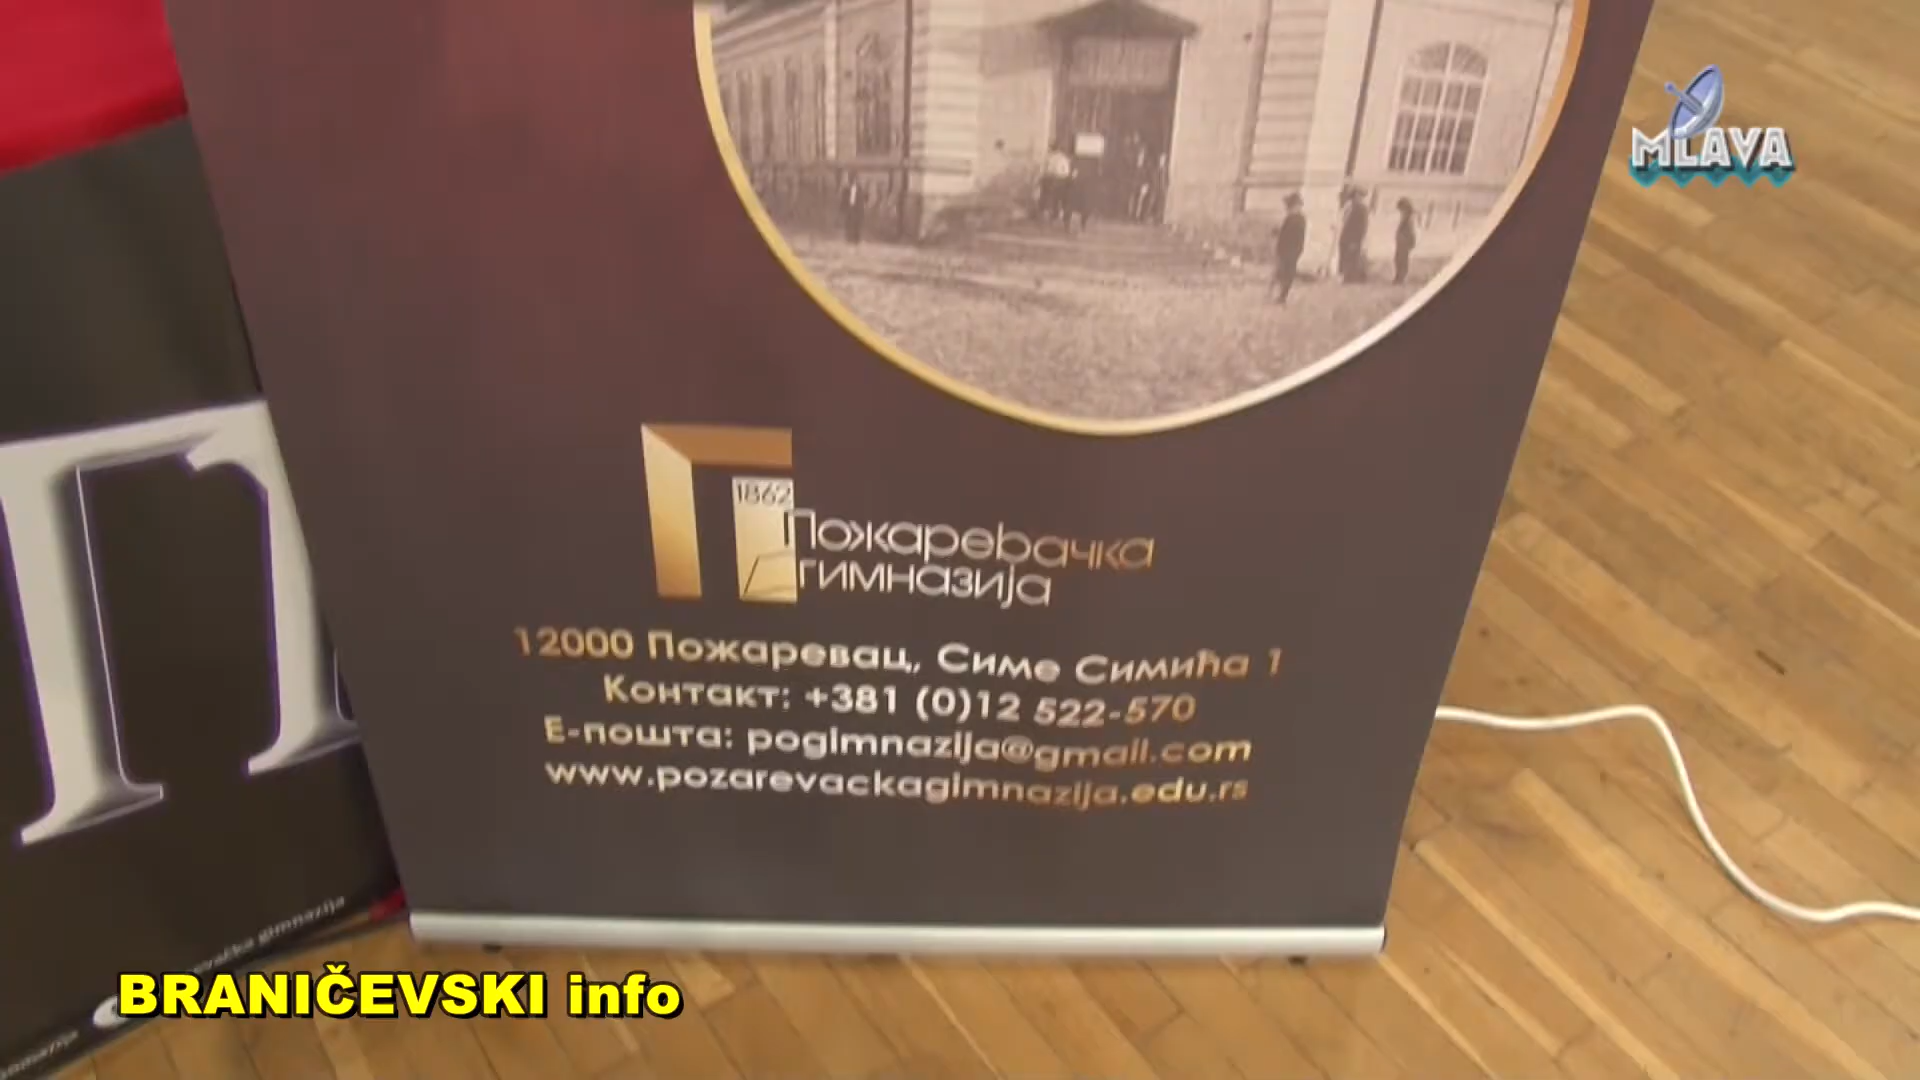 MLAVA
1862
Пожаревачка
гимназија
12000 Пожаревац, Симе Симића 1
Контакт: +381 (0)12 522-570
Е-пошта: pogimnazija@gmail.com
www.pozarevackagimnazija.edu.rs
П
gimnazija
BRANIČEVSKI info